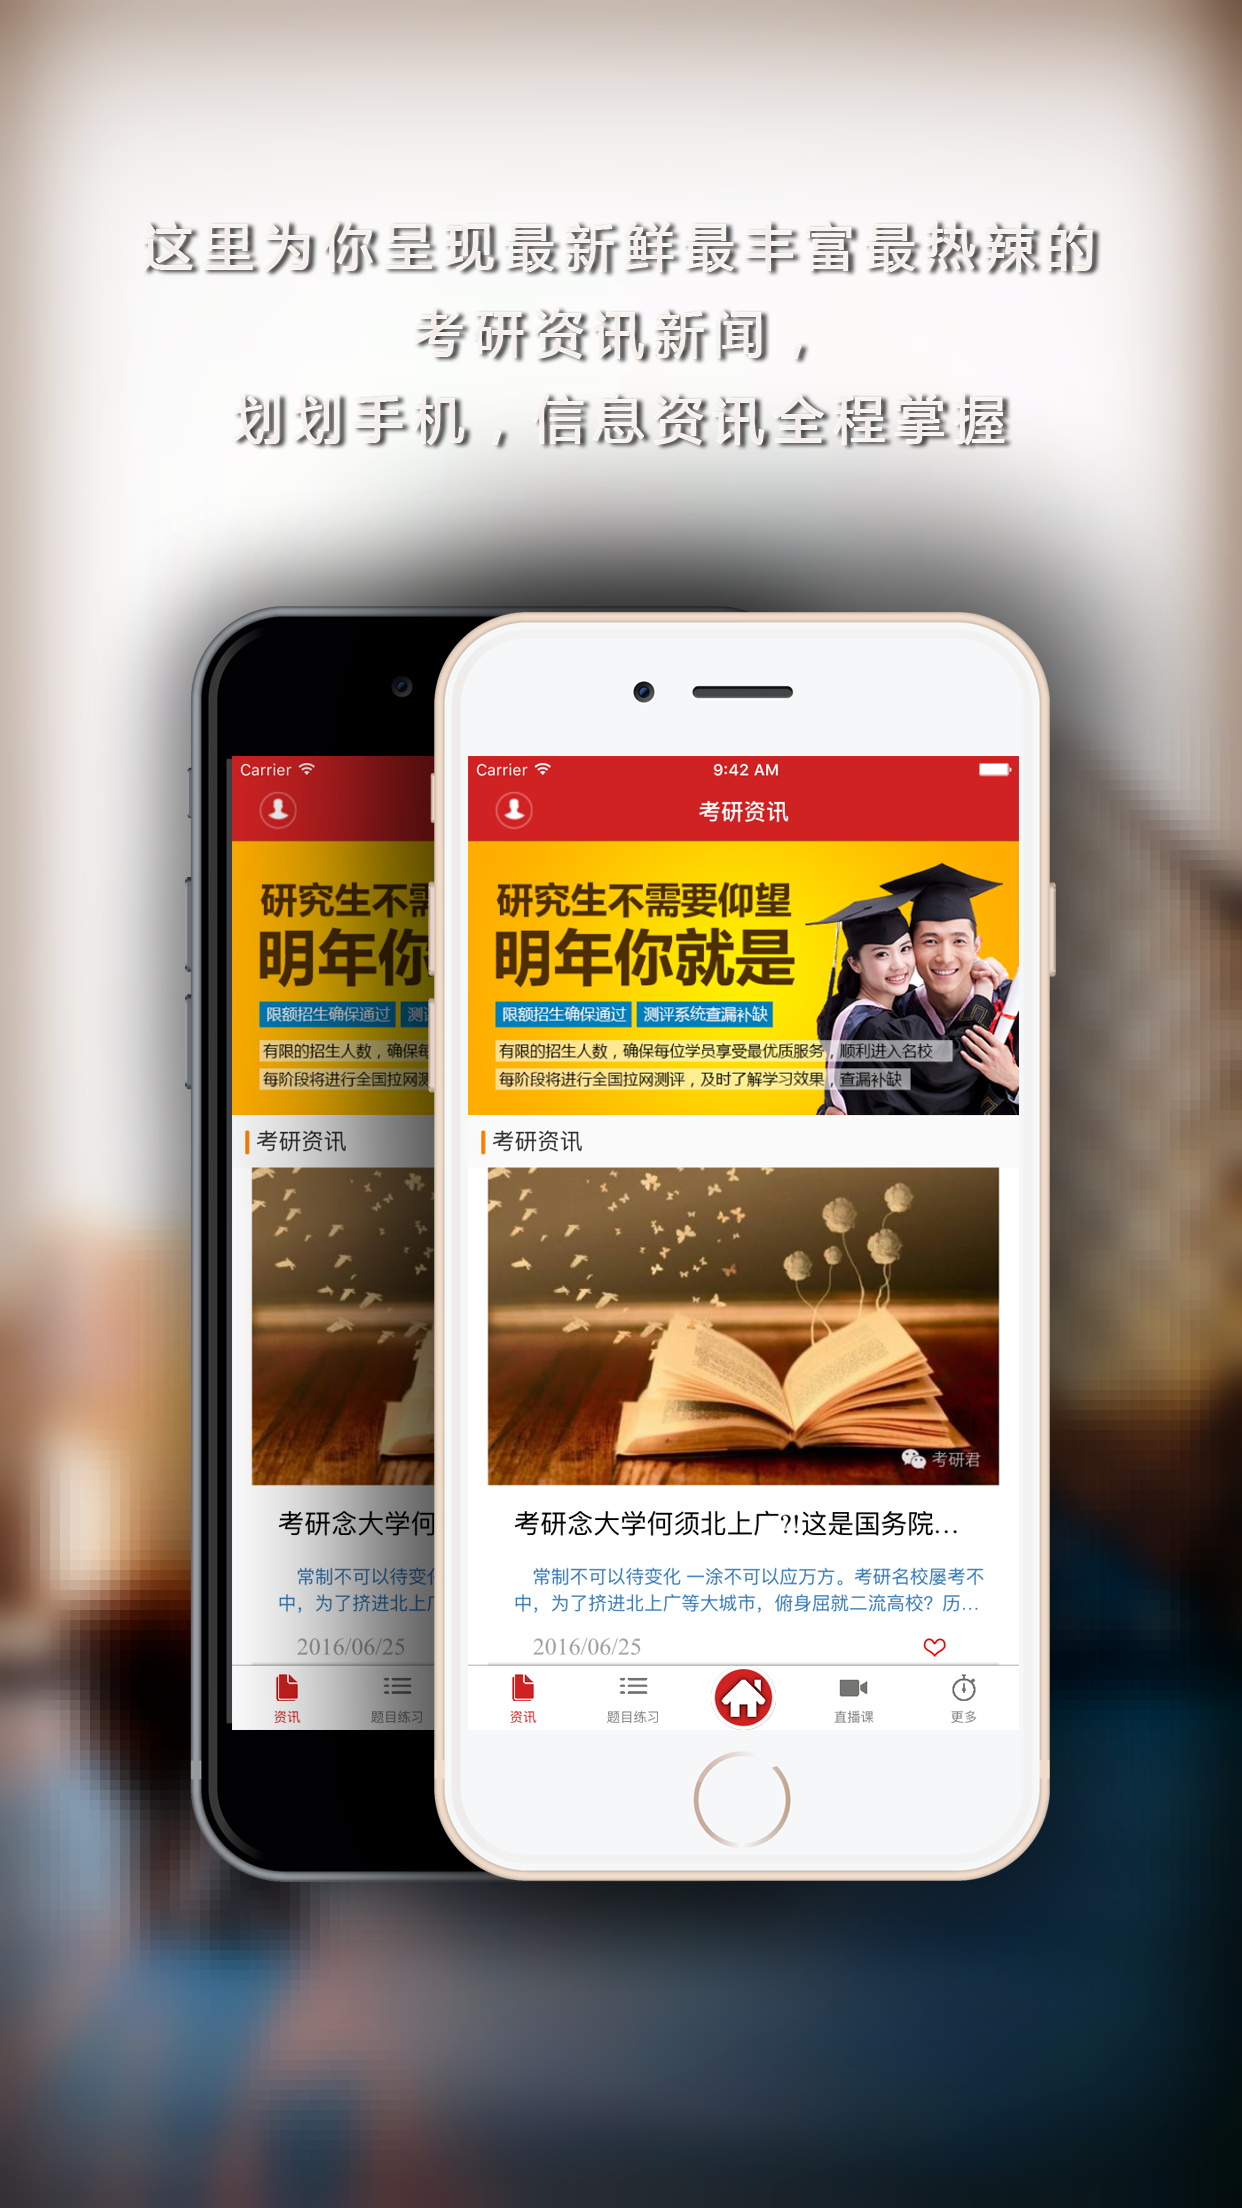 这里为你呈现最新鲜最丰富最热辣的
考研资讯新闻，
划划手机，信息资讯全程掌握
Carrier
研究生不需
明年你
限额招生确保通过 测
有限的招生人数，确保每
每阶段将进行全国拉网测
考研资讯
考研念大学何
常制不可以待变化
中，为了挤进北上广
2016/06/25
资讯 题目练习
Carrier 9:42 AM
考研资讯
研究生不需要仰望
明年你就是
限额招生确保通过 测评系统查漏补缺
有限的招生人数，确保每位学员享受最优质服务，顺利进入名校
每阶段将进行全国拉网测评，及时了解学习效果，查漏补缺
考研资讯
考研君
考研念大学何须北上广?!这是国务院...
常制不可以待变化 一涂不可以应万方。考研名校屡考不
中，为了挤进北上广等大城市，俯身屈就二流高校？历...
2016/06/25
资讯 题目练习 直播课 更多